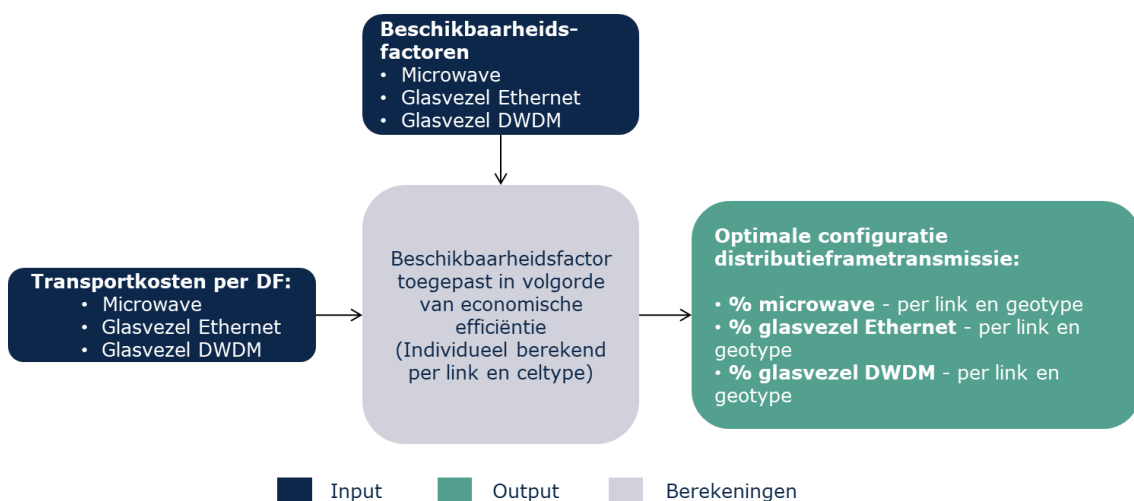 Beschikbaarheids-
factoren
• Microwave
• Glasvezel Ethernet
• Glasvezel DWDM
Transportkosten per DF:
• Microwave
• Glasvezel Ethernet
• Glasvezel DWDM
Beschikbaarheidsfactor
toegepast in volgorde
van economische
efficiëntie
(Individueel berekend
per link en celtype)
Optimale configuratie
distributieframetransmissie:
• % microwave - per link en geotype
• % glasvezel Ethernet - per link en
geotype
• % glasvezel DWDM - per link en
geotype
Input
Output
Berekeningen